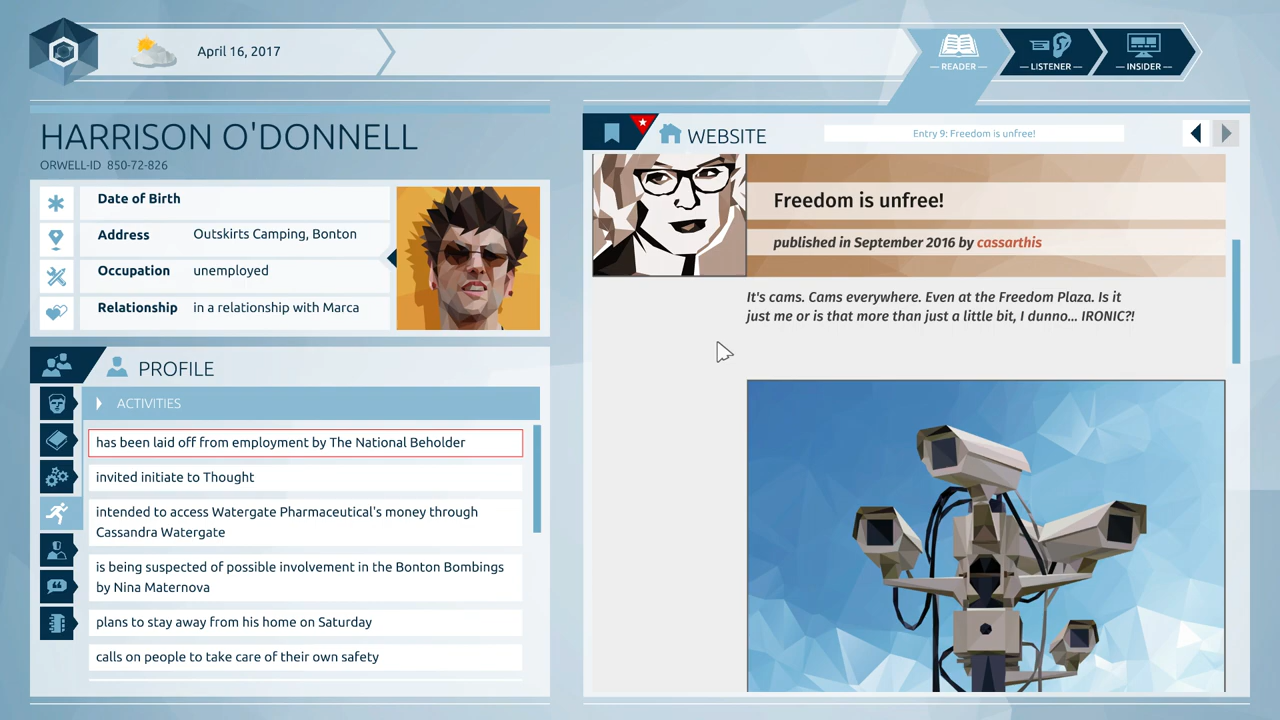 April 16, 2017
— READER —
— LISTENER —
— INSIDER —
HARRISON O'DONNELL
ORWELL-ID 850-72-826
Date of Birth
Address Outskirts Camping, Bonton
Occupation unemployed
Relationship in a relationship with Marca
PROFILE
ACTIVITIES
has been laid off from employment by The National Beholder
invited initiate to Thought
intended to access Watergate Pharmaceutical's money through
Cassandra Watergate
is being suspected of possible involvement in the Bonton Bombings
by Nina Maternova
plans to stay away from his home on Saturday
calls on people to take care of their own safety
WEBSITE
Entry 9: Freedom is unfree!
Freedom is unfree!
published in September 2016 by cassarthis
It's cams. Cams everywhere. Even at the Freedom Plaza. Is it
just me or is that more than just a little bit, I dunno... IRONIC?!